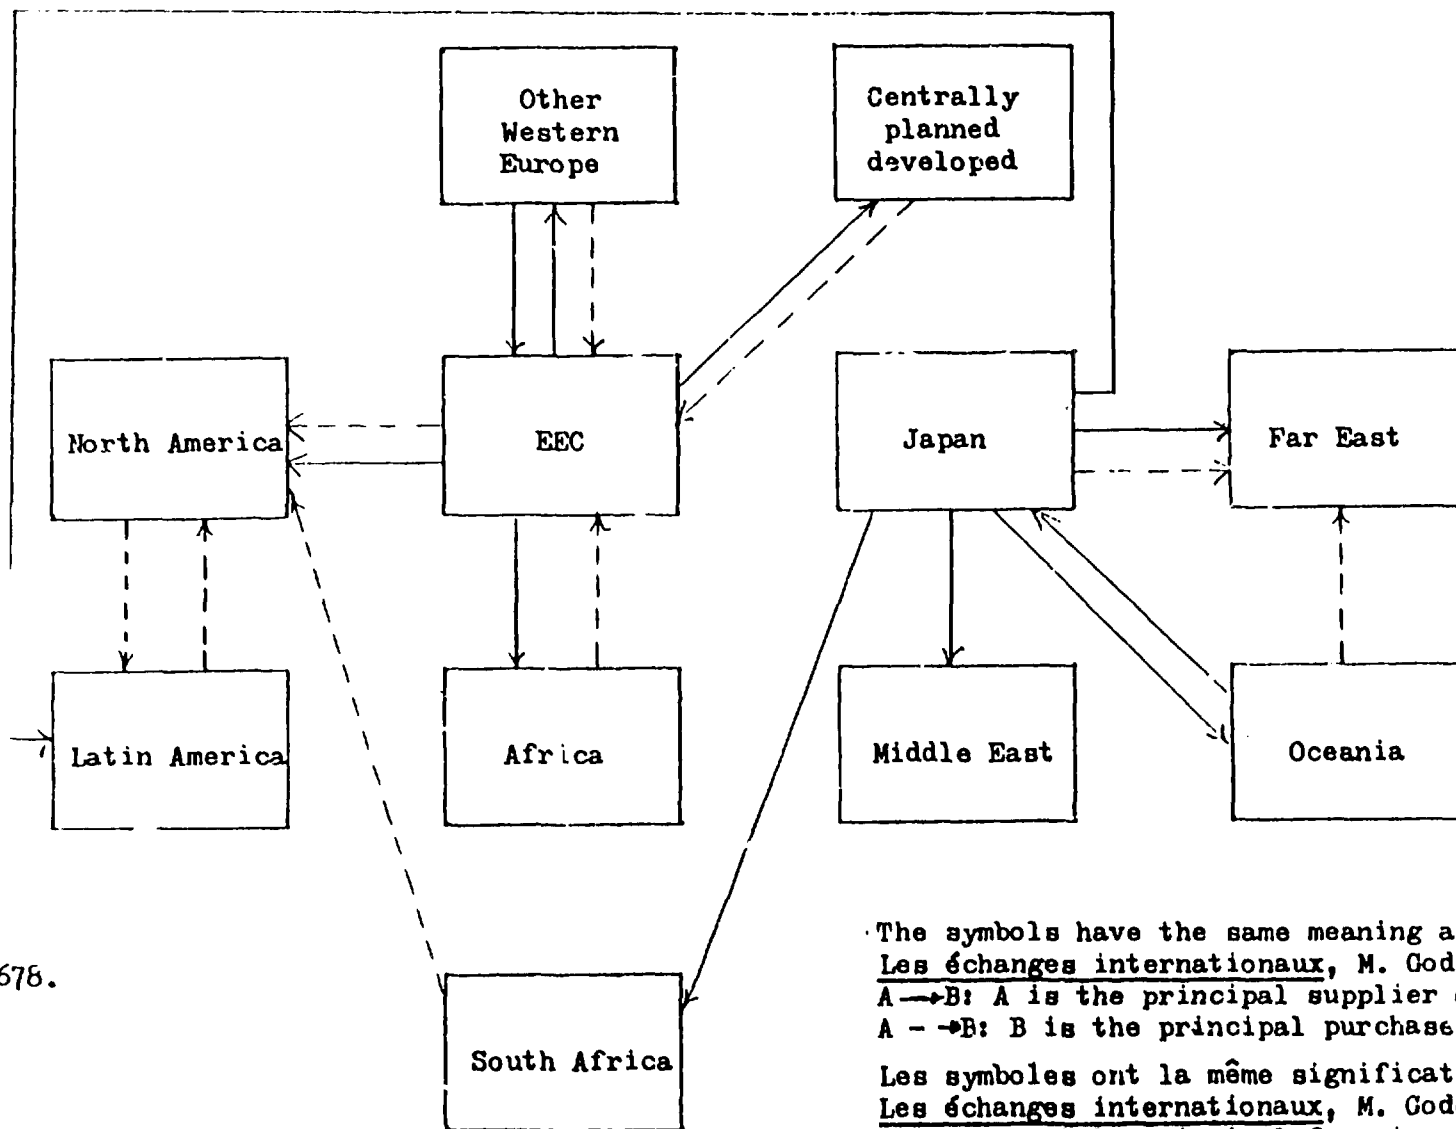 Other
Western
Europe
Centrally
planned
developed
North America
EEC
Japan
Far East
Latin America
Africa
Middle East
Oceania
South Africa
678.
The symbols have the same meaning a
Les échanges internationaux, M. God
A→B: A is the principal supplier
A - →B: B is the principal purchase
Les symboles ont la même significat
Les échanges internationaux, M. God